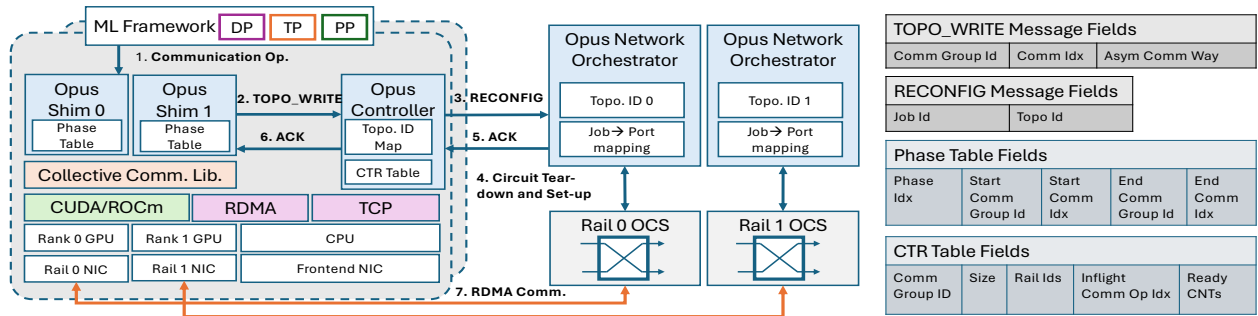 ML Framework DP TP PP
1. Communication Op.
Opus
Shim 0
Phase
Table
Opus
Shim 1
Phase
Table
2. TOPO_WRITE
6. ACK
Opus
Controller
Topo. ID
Map
CTR Table
3. RECONFIG
5. ACK
4. Circuit Tear-
down and Set-up
Collective Comm. Lib.
CUDA/ROCm
RDMA
TCP
Rank 0 GPU
Rank 1 GPU
CPU
Rail 0 NIC
Rail 1 NIC
Frontend NIC
7. RDMA Comm.
Opus Network
Orchestrator
Topo. ID 0
Job→ Port
mapping
Opus Network
Orchestrator
Topo. ID 1
Job→ Port
mapping
Rail 0 OCS
Rail 1 OCS
TOPO_WRITE Message Fields
Comm Group Id
Comm Idx
Asym Comm Way
RECONFIG Message Fields
Job Id
Topo Id
Phase Table Fields
Phase
Idx
Start
Comm
Group Id
Start
Comm
Idx
End
Comm
Group Id
End
Comm
Idx
CTR Table Fields
Comm
Group ID
Size
Rail Ids
Inflight
Comm Op Idx
Ready
CNTs